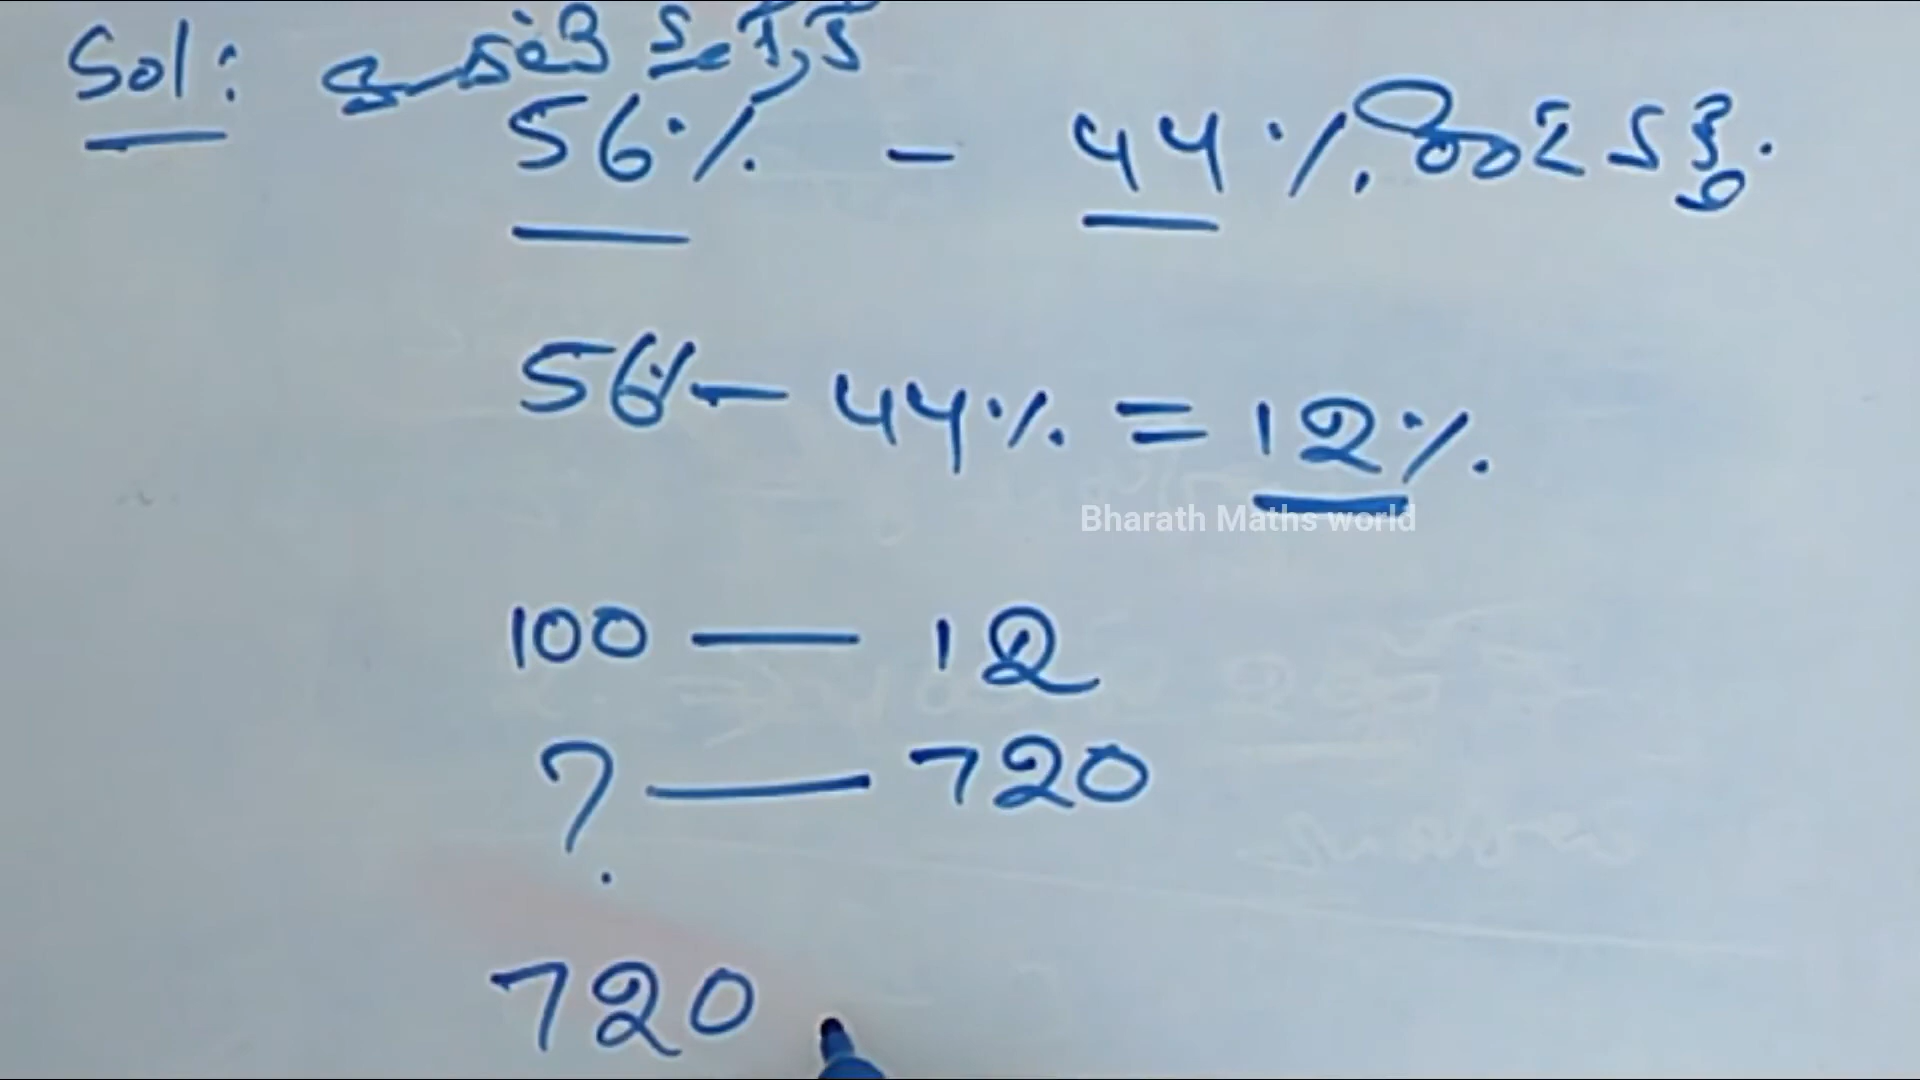 Sol:
56% - 44%
56% - 44% = 12%
Bharath Maths world
100 — 12
? — 720
720